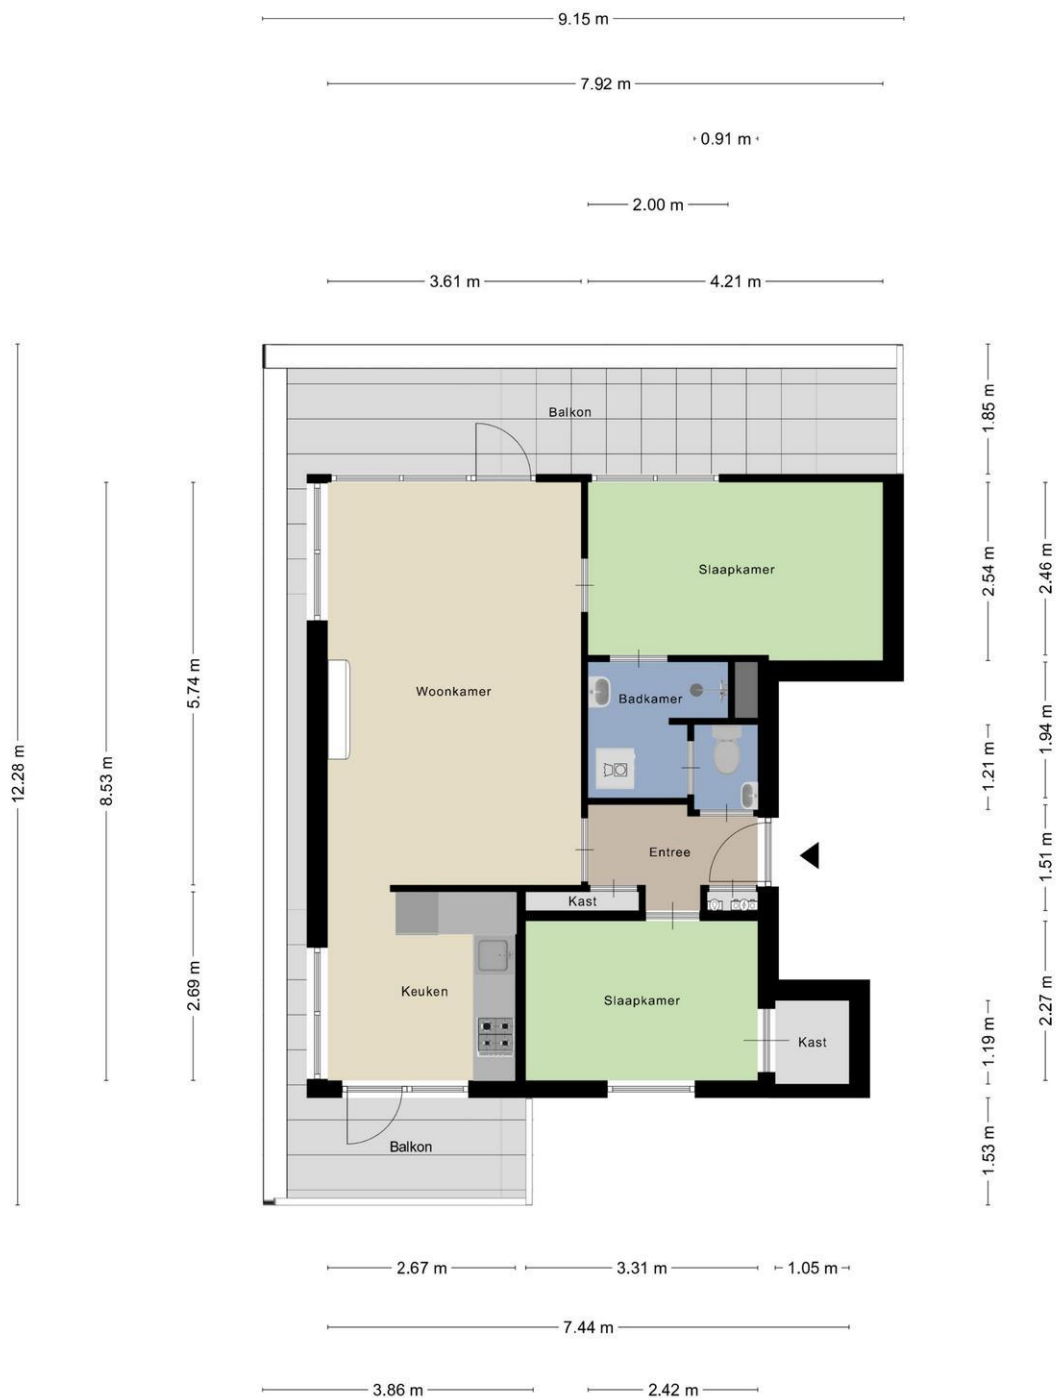 9.15 m
7.92 m
0.91 m
2.00 m
3.61 m
4.21 m
Balkon
1.85 m
Slaapkamer
2.54 m
2.46 m
Woonkamer
5.74 m
Badkamer
1.94 m
12.28 m
8.53 m
1.21 m
Entree
1.51 m
Kast
Keuken
2.69 m
Slaapkamer
Kast
1.19 m
2.27 m
Balkon
1.53 m
2.67 m
3.31 m
1.05 m
7.44 m
3.86 m
2.42 m